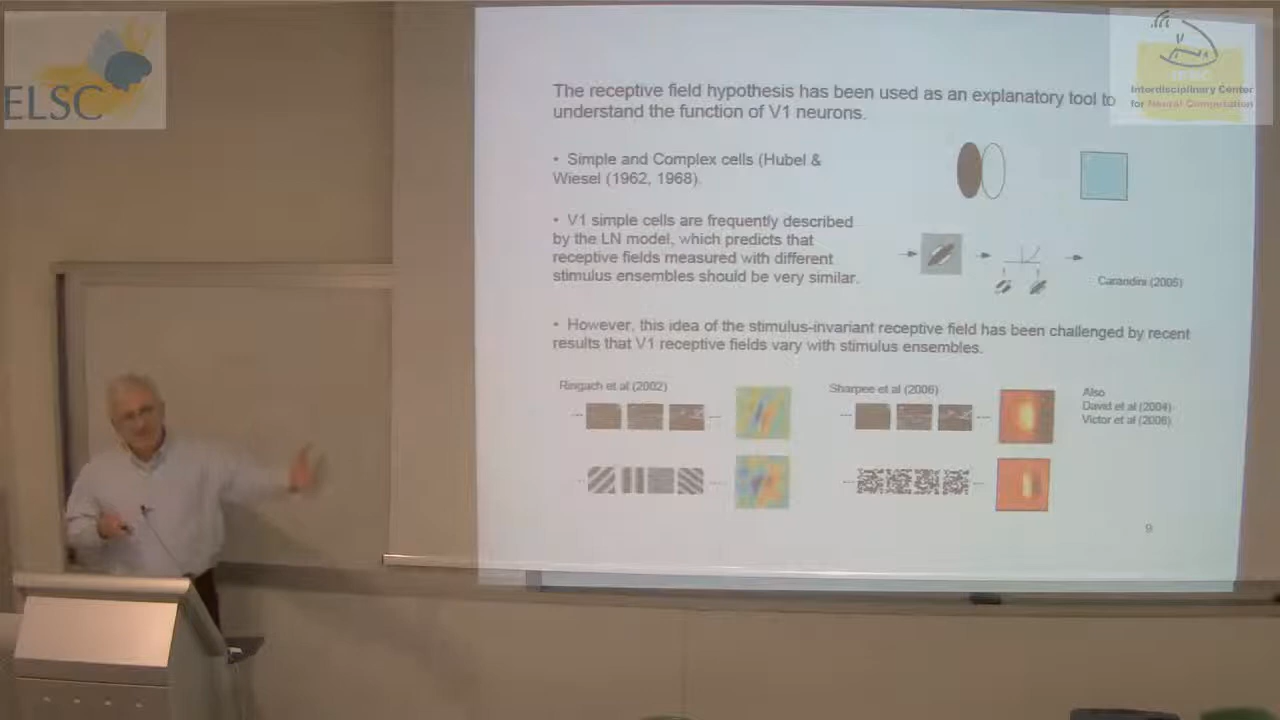 ELSC
Interdisciplinary Center
for Neural Computation
The receptive field hypothesis has been used as an explanatory tool to
understand the function of V1 neurons.
• Simple and Complex cells (Hubel &
Wiesel (1962, 1968).
• V1 simple cells are frequently described
by the LN model, which predicts that
receptive fields measured with different
stimulus ensembles should be very similar.
Carandini (2005)
• However, this idea of the stimulus-invariant receptive field has been challenged by recent
results that V1 receptive fields vary with stimulus ensembles.
Ringach et al (2002)
Sharpee et al (2006)
Also
David et al (2004)
Victor et al (2006)
9